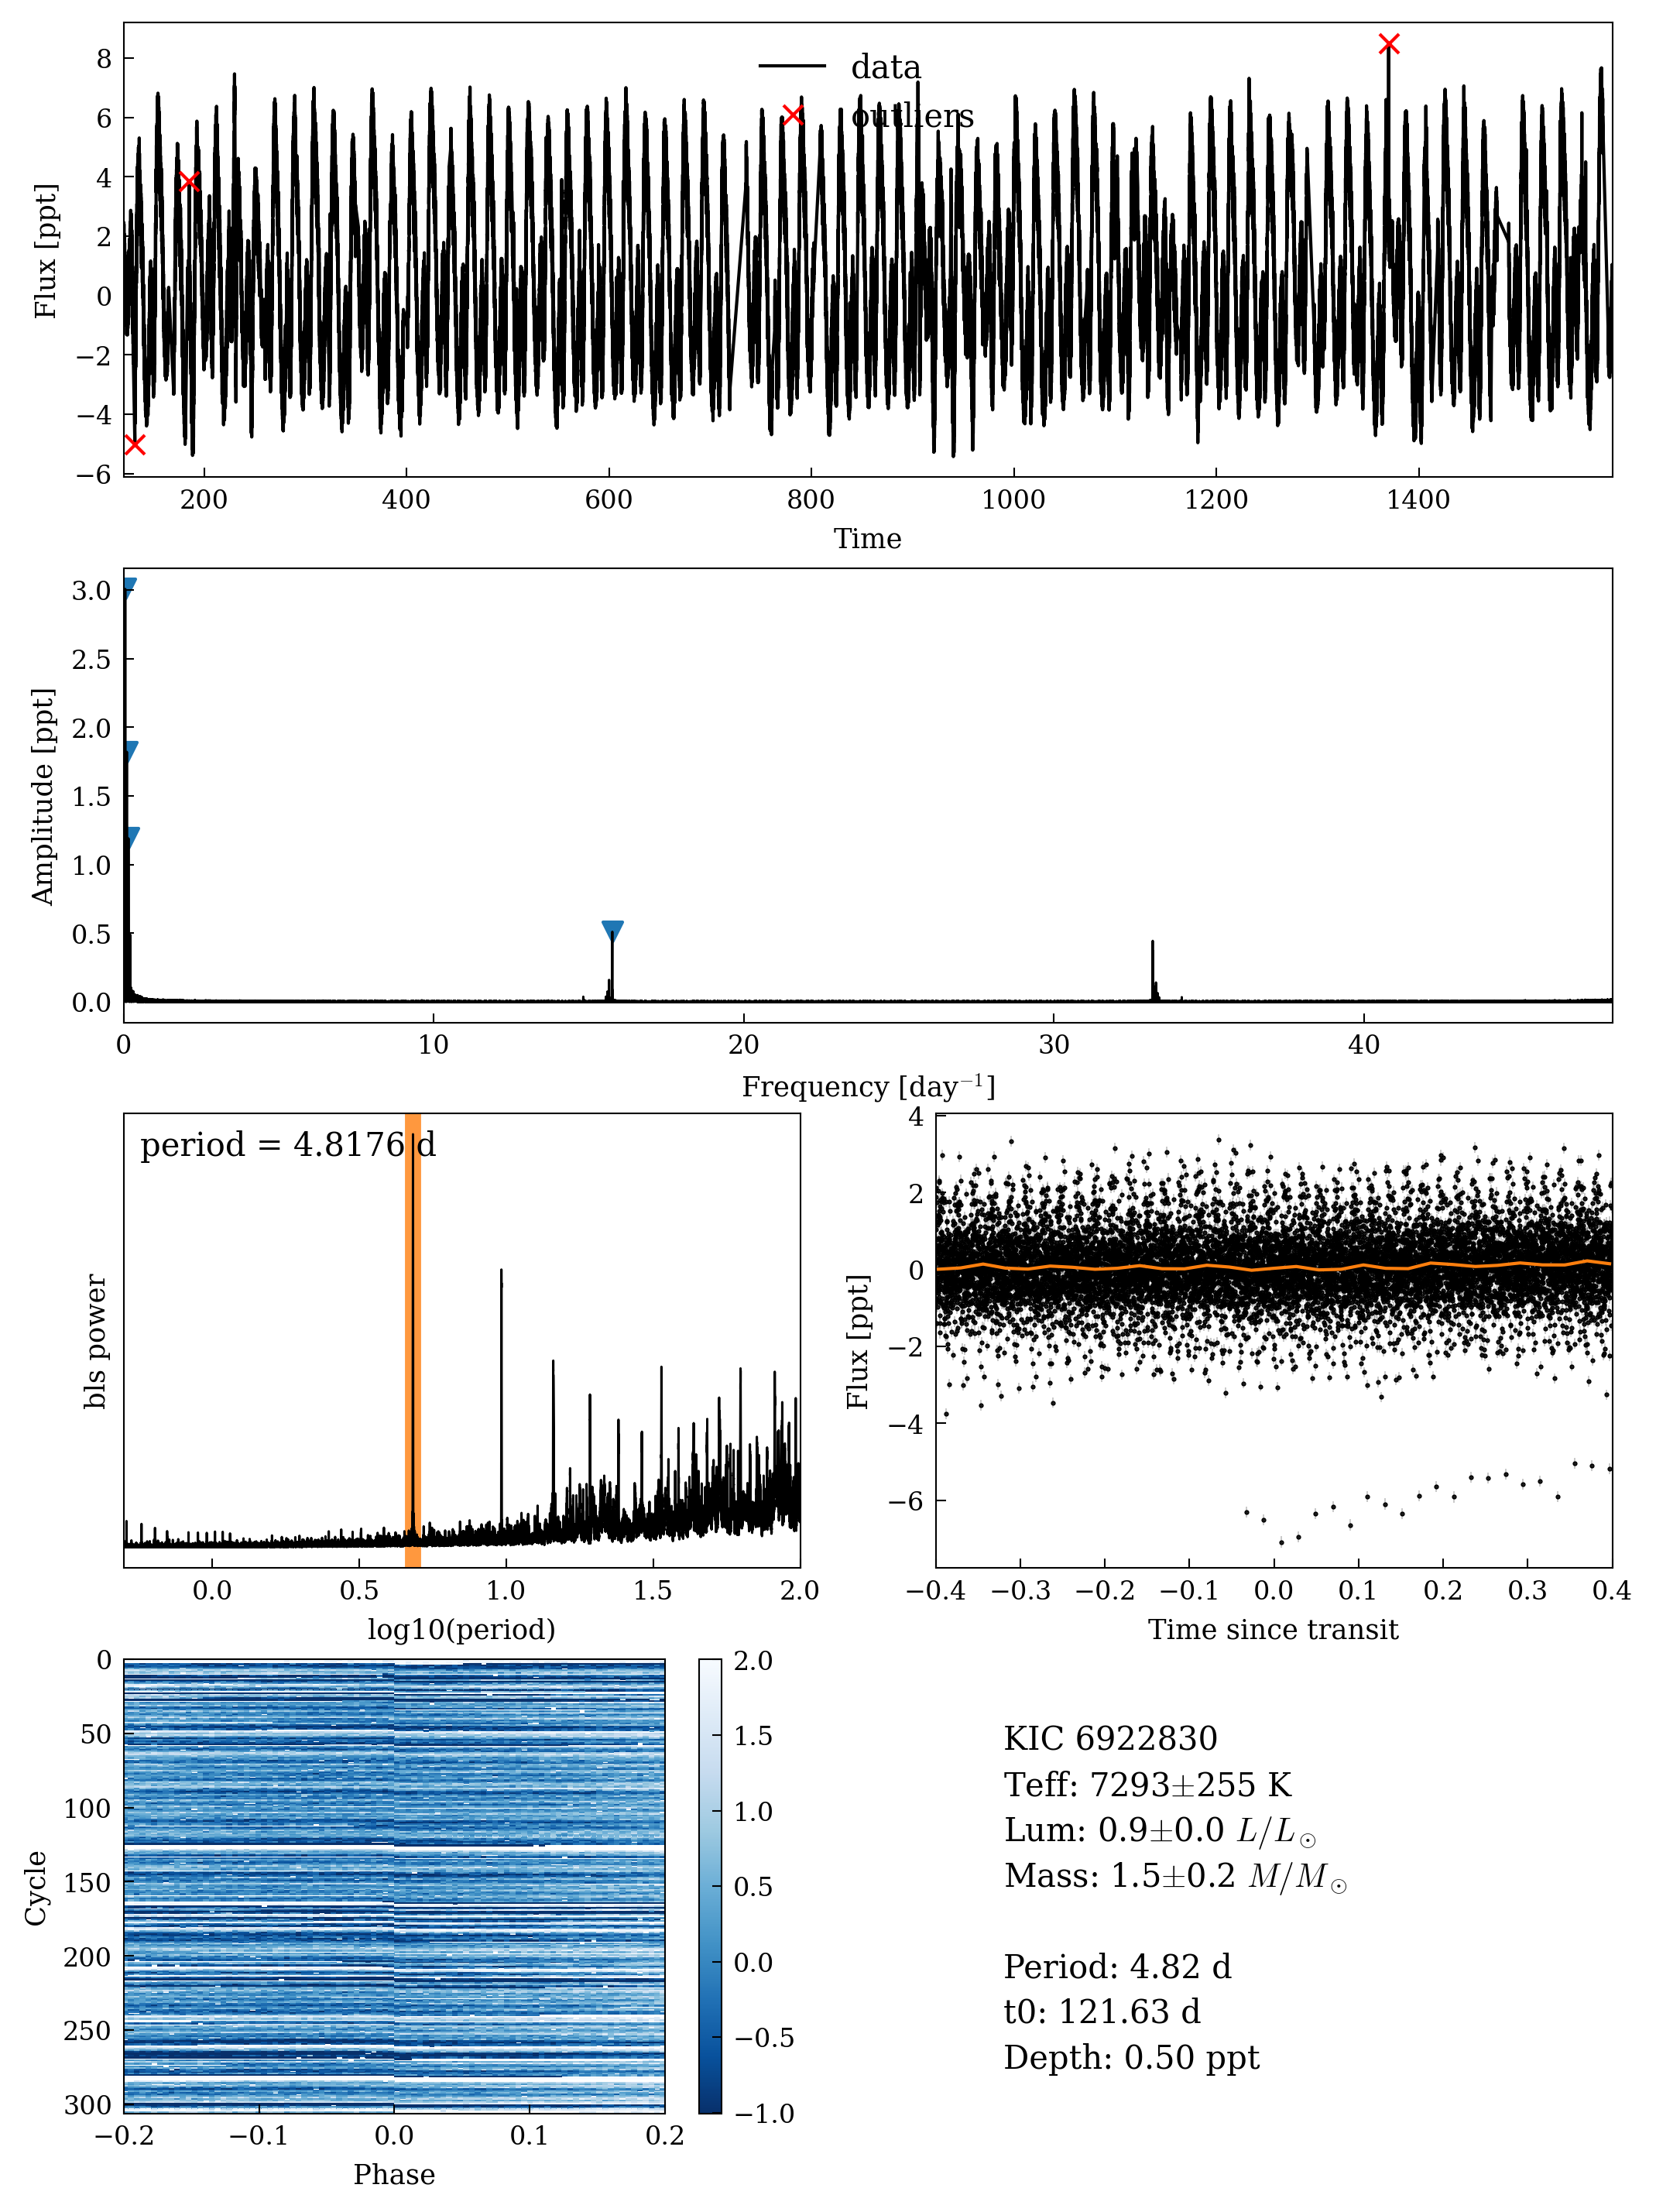 8
6
4
2
0
−2
−4
−6
Flux [ppt]
data
outliers
200 400 600 800 1000 1200 1400
Time
3.0
2.5
2.0
1.5
1.0
0.5
0.0
Amplitude [ppt]
0 10 20 30 40
Frequency [day⁻¹]
period = 4.8176 d
bls power
0.0 0.5 1.0 1.5 2.0
log10(period)
4
2
0
−2
−4
−6
Flux [ppt]
−0.4 −0.3 −0.2 −0.1 0.0 0.1 0.2 0.3 0.4
Time since transit
0
50
100
150
200
250
300
Cycle
−0.2 −0.1 0.0 0.1 0.2
Phase
2.0
1.5
1.0
0.5
0.0
−0.5
−1.0
KIC 6922830
Teff: 7293±255 K
Lum: 0.9±0.0 L/L⊙
Mass: 1.5±0.2 M/M⊙
Period: 4.82 d
t0: 121.63 d
Depth: 0.50 ppt